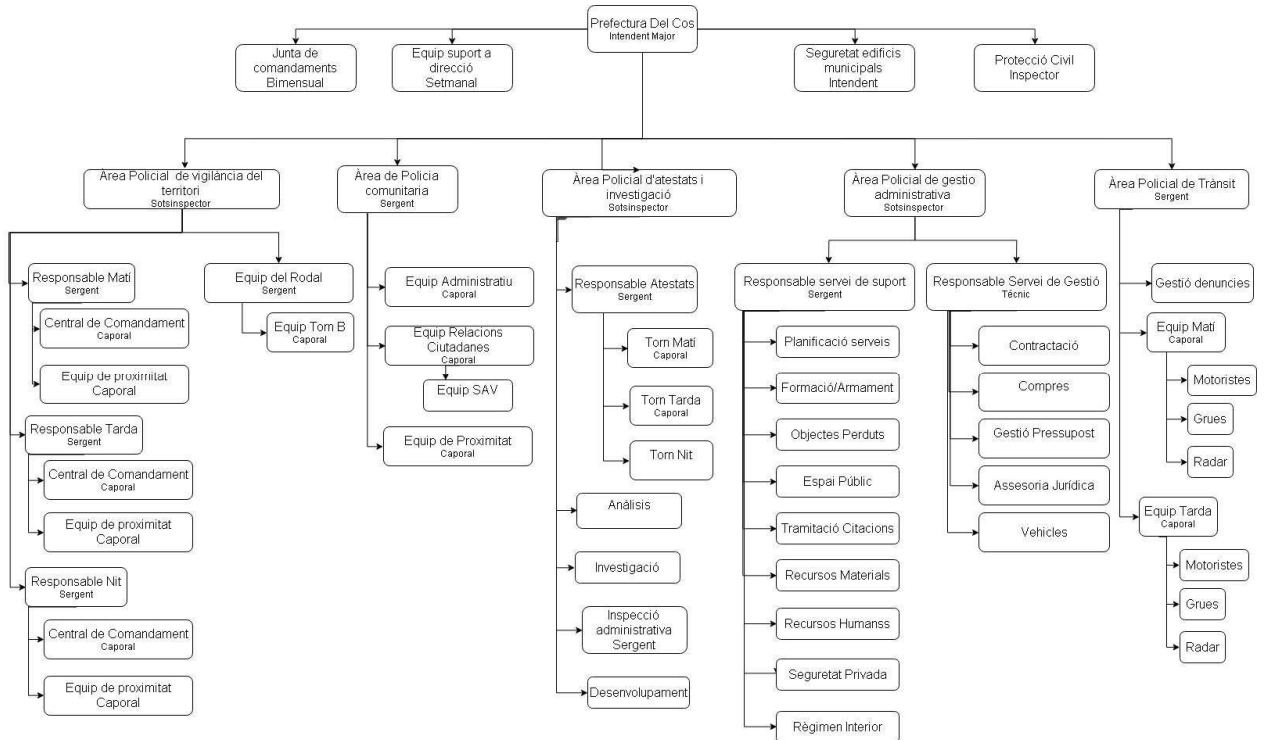 Prefectura Del Cos
Intendent Major
Junta de
comandaments
Bimensual
Equip suport a
direcció
Setmanal
Seguretat edificis
municipals
Intendent
Protecció Civil
Inspector
Àrea Policial de vigilància del
territori
Sotsinspector
Àrea de Policia
comunitaria
Sergent
Àrea Policial d'atestats i
investigació
Sotsinspector
Àrea Policial de gestio
administrativa
Sotsinspector
Àrea Policial de Trànsit
Sergent
Responsable Matí
Sergent
Central de Comandament
Caporal
Equip de proximitat
Caporal
Responsable Tarda
Sergent
Central de Comandament
Caporal
Equip de proximitat
Caporal
Responsable Nit
Sergent
Central de Comandament
Caporal
Equip de proximitat
Caporal
Equip del Rodal
Sergent
Equip Torn B
Caporal
Equip Administratiu
Caporal
Equip Relacions
Ciutadanes
Caporal
Equip SAV
Equip de Proximitat
Caporal
Responsable Atestats
Sergent
Torn Matí
Caporal
Torn Tarda
Caporal
Torn Nit
Análisis
Investigació
Inspecció
administrativa
Sergent
Desenvolupament
Responsable servei de suport
Sergent
Planificació serveis
Formació/Armament
Objectes Perduts
Espai Públic
Tramitació Citacions
Recursos Materials
Recursos Humanss
Seguretat Privada
Règimen Interior
Responsable Servei de Gestió
Técnic
Contractació
Compres
Gestió Pressupost
Assesoria Jurídica
Vehicles
Gestió denuncies
Equip Matí
Caporal
Motoristes
Grues
Radar
Equip Tarda
Caporal
Motoristes
Grues
Radar